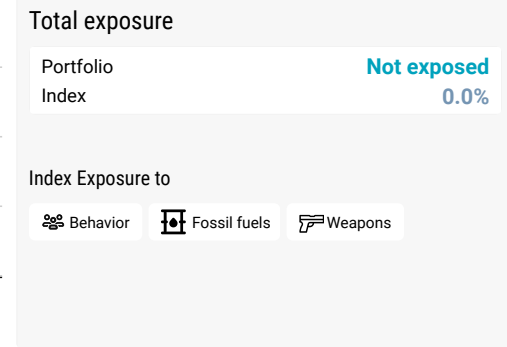 Total exposure
Portfolio Not exposed
Index 0.0%
Index Exposure to
Behavior Fossil fuels Weapons